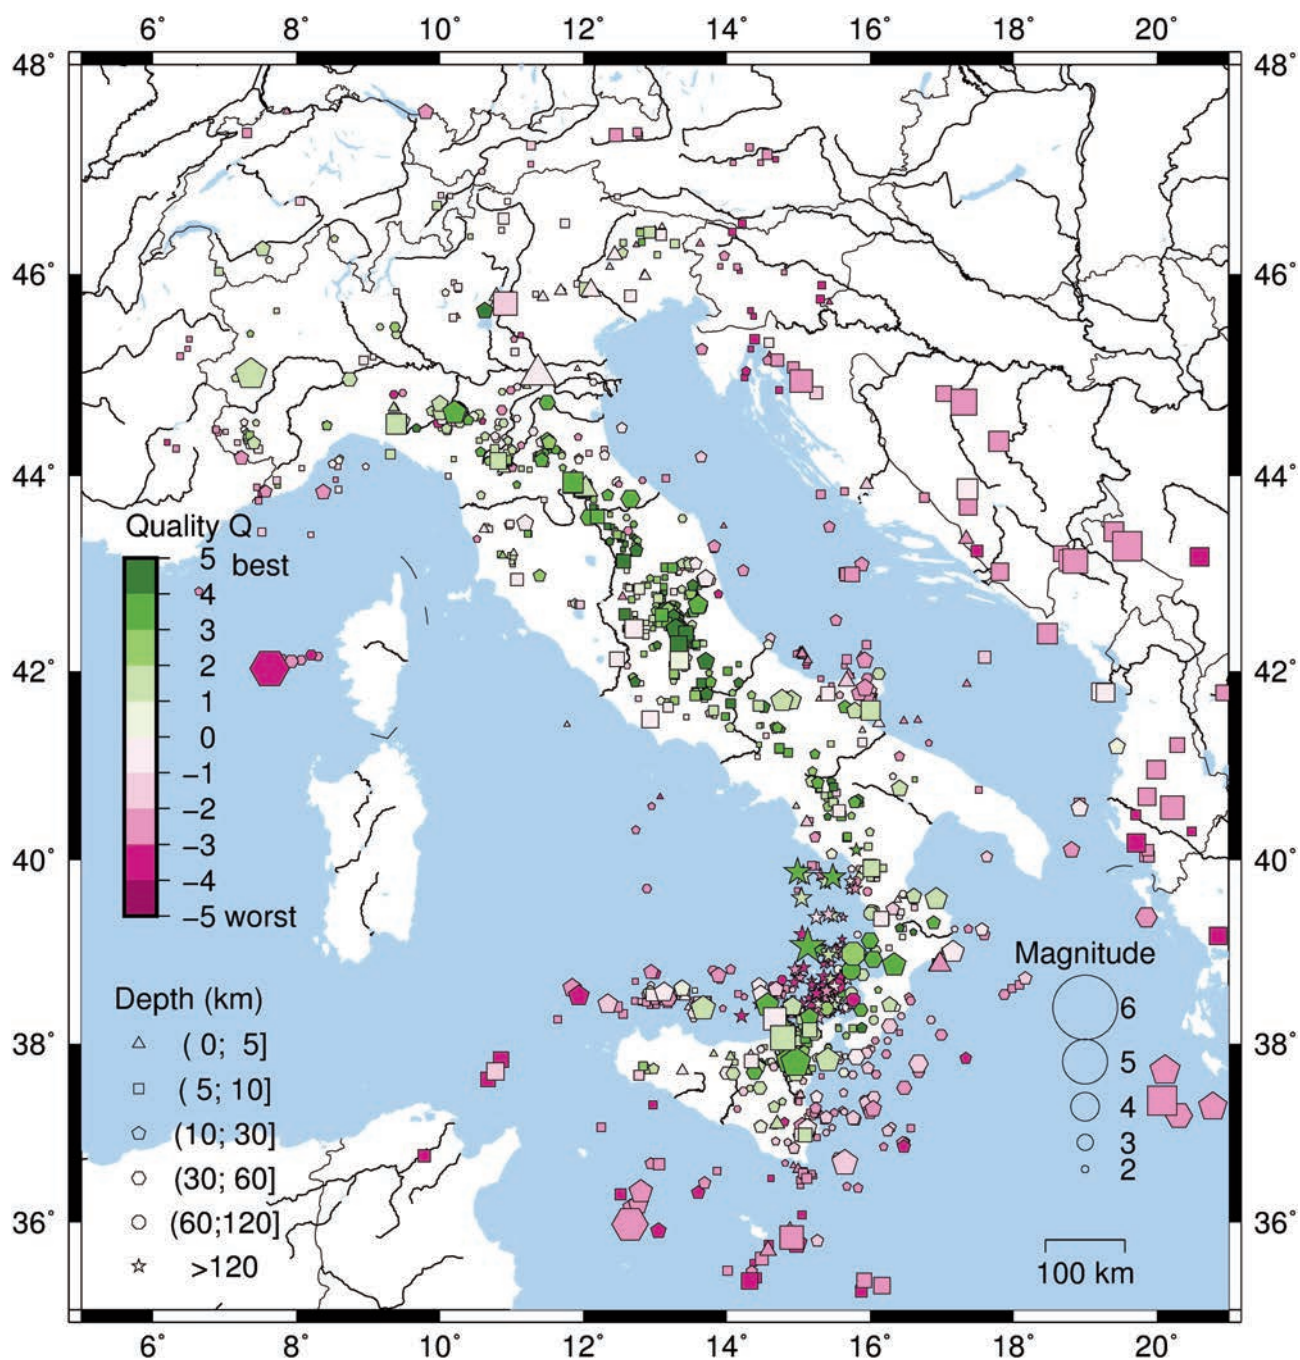 6° 8° 10° 12° 14° 16° 18° 20°
48° 48°
46° 46°
44° 44°
Quality Q
5 best
4
3
2
1
0
−1
−2
−3
−4
−5 worst
42° 42°
40° 40°
Depth (km)
( 0; 5]
( 5; 10]
(10; 30]
(30; 60]
(60;120]
>120
Magnitude
6
5
4
3
2
38° 38°
36° 36°
100 km
6° 8° 10° 12° 14° 16° 18° 20°